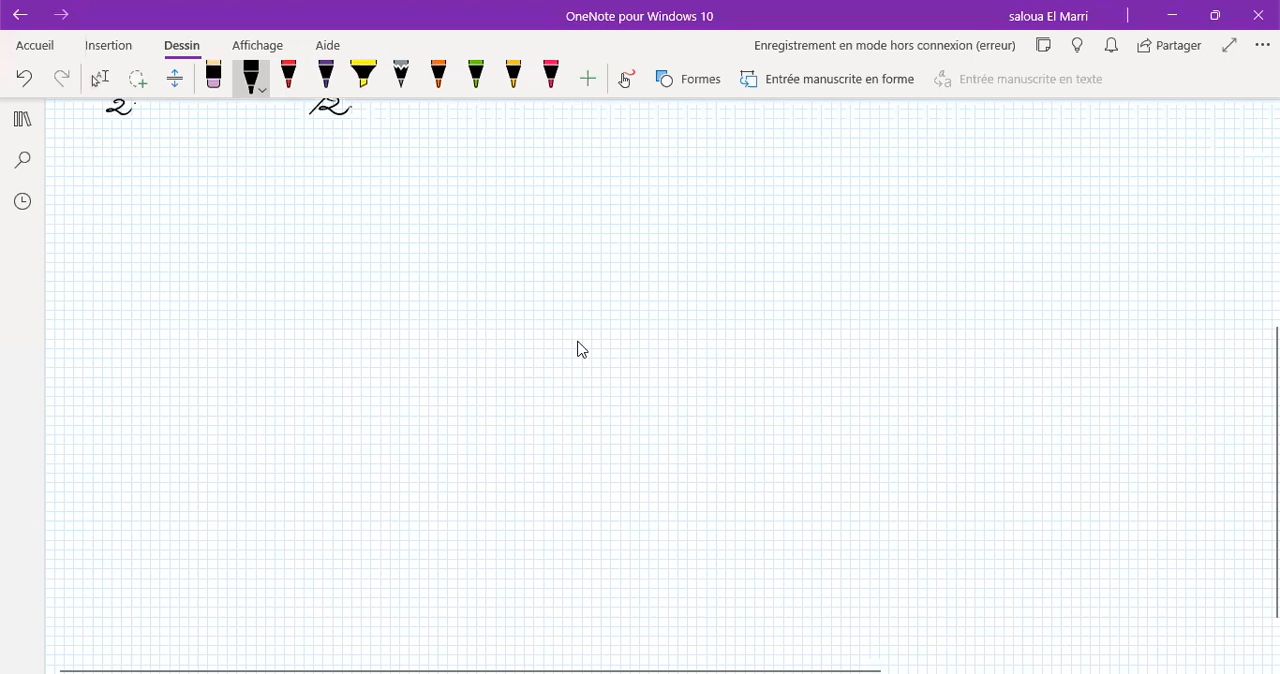 OneNote pour Windows 10
saloua El Marri
Accueil Insertion Dessin Affichage Aide
Enregistrement en mode hors connexion (erreur)
Partager
Formes
Entrée manuscrite en forme
Entrée manuscrite en texte
2